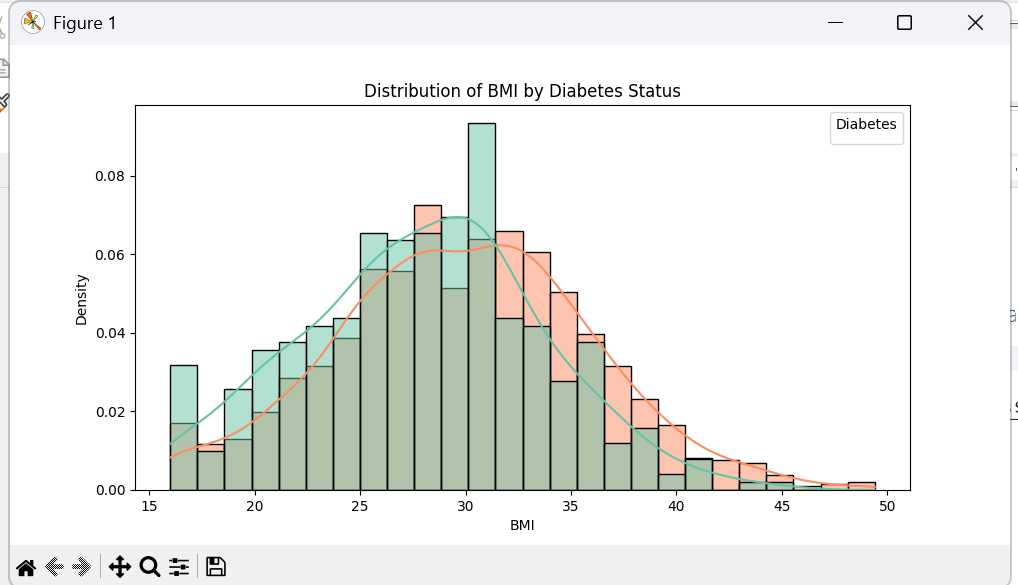 Figure 1
Distribution of BMI by Diabetes Status
Diabetes
0.08
0.06
0.04
0.02
0.00
Density
15 20 25 30 35 40 45 50
BMI